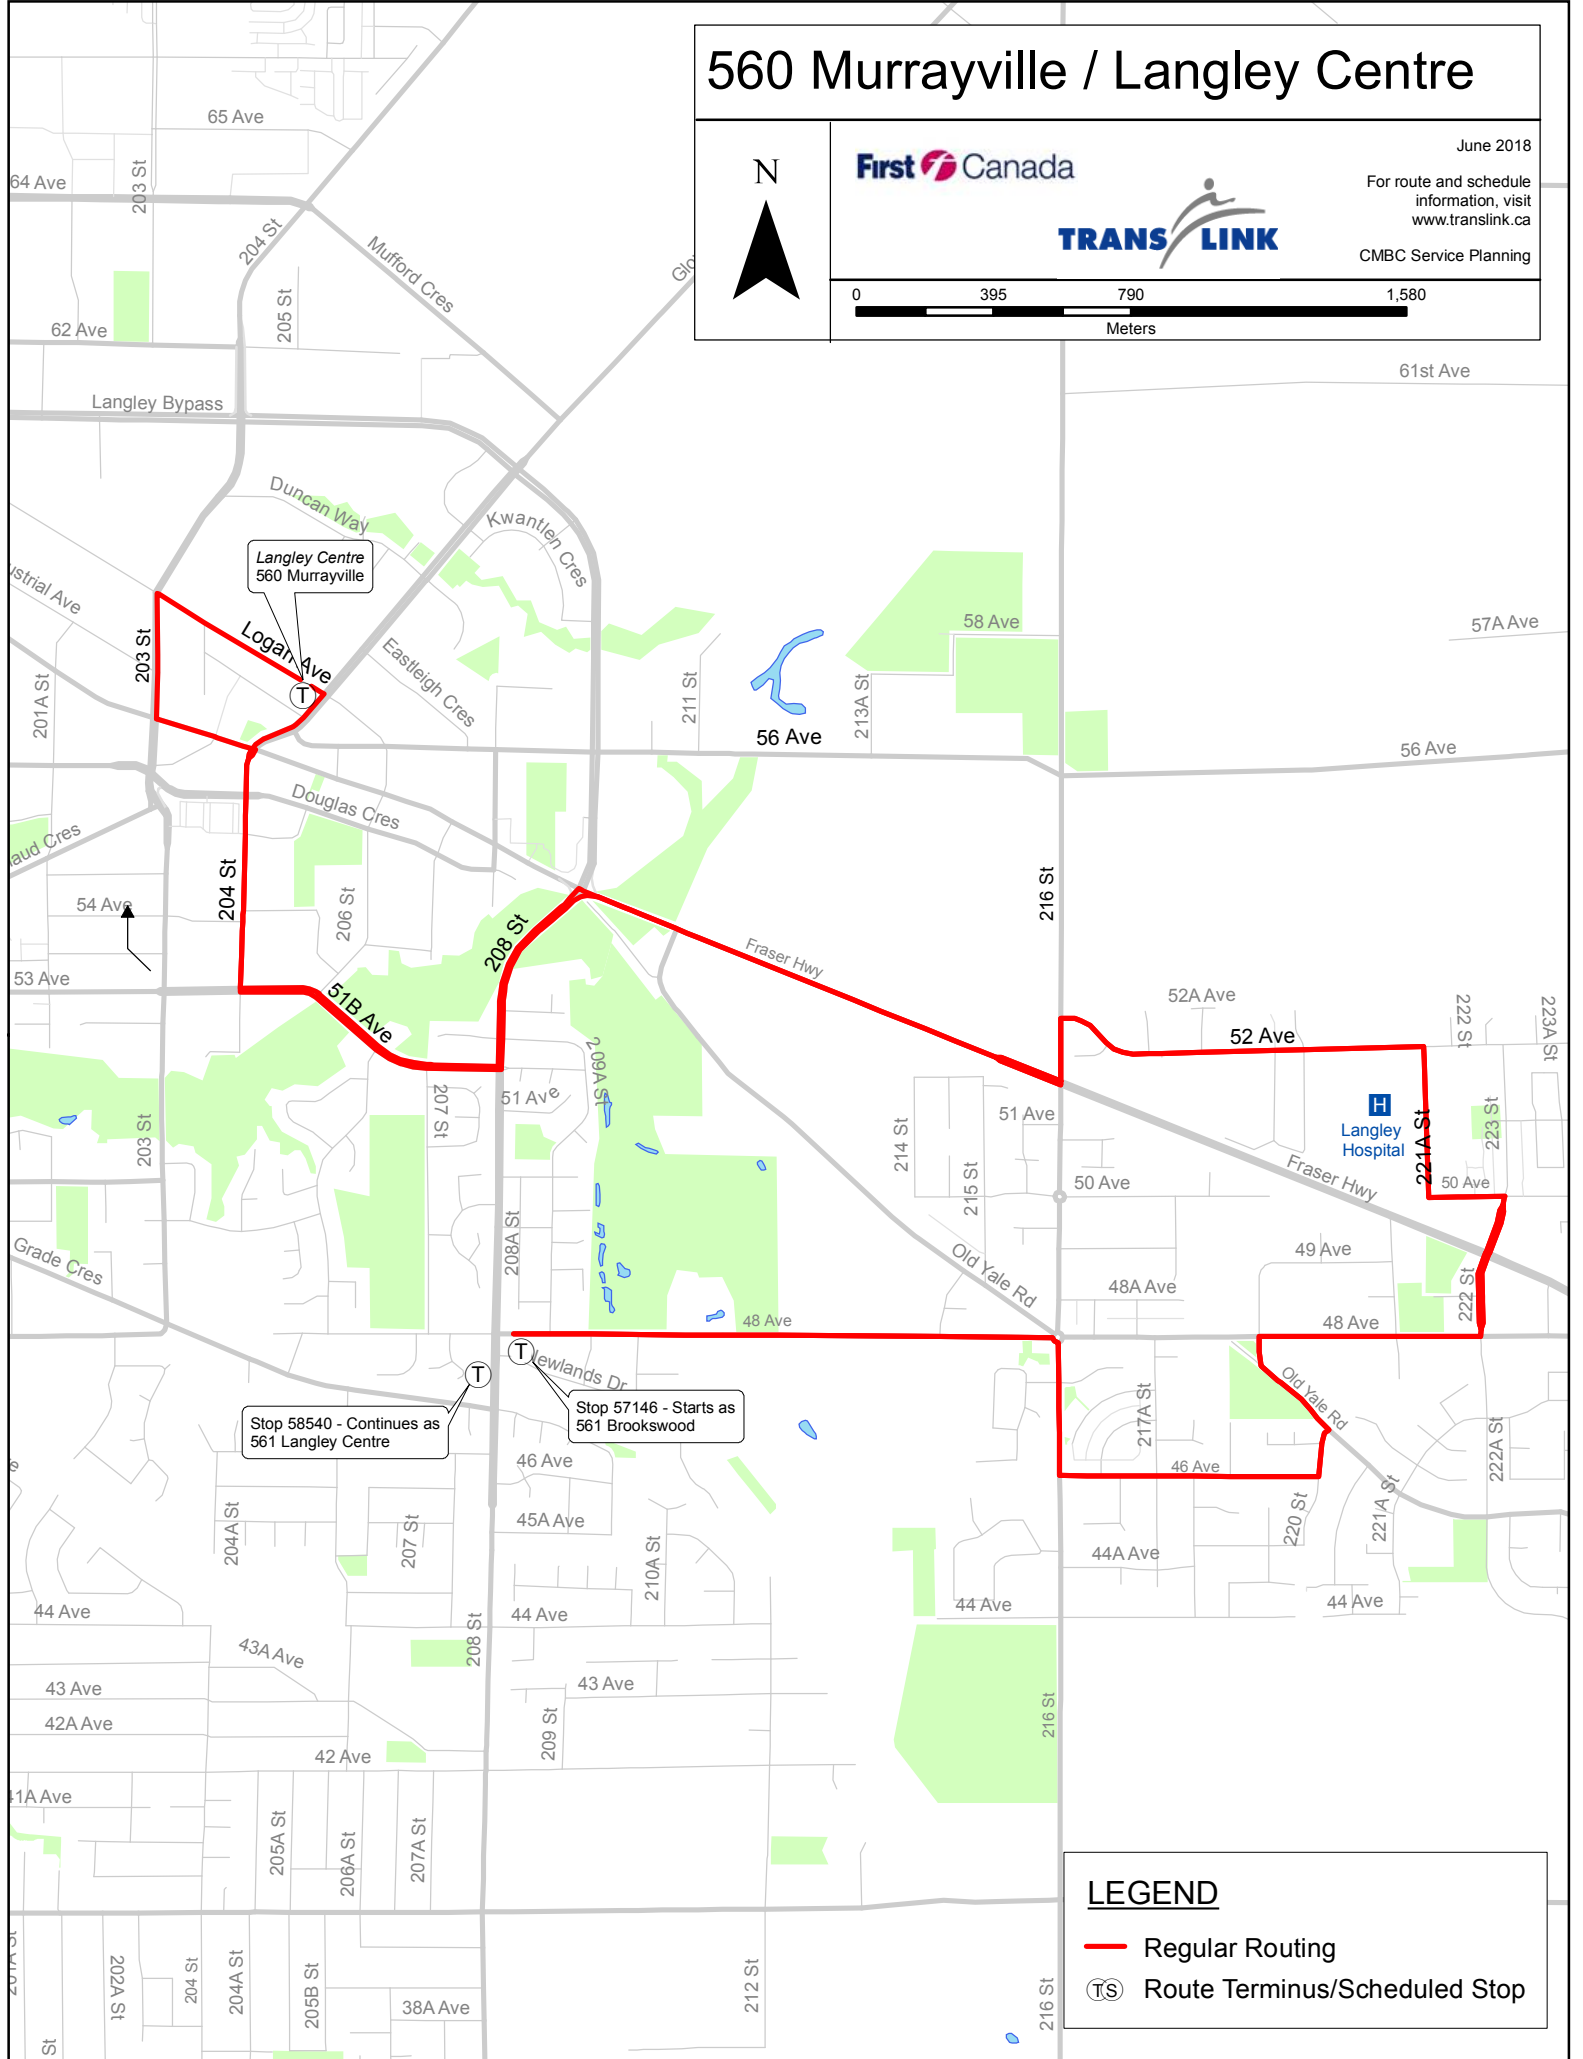 560 Murrayville / Langley Centre
N
First Canada
TRANS LINK
June 2018
For route and schedule
information, visit
www.translink.ca
CMBC Service Planning
0 395 790 1,580
Meters
65 Ave
64 Ave
203 St
204 St
Mufford Cres
205 St
62 Ave
61st Ave
Langley Bypass
Duncan Way
Kwantlen Cres
Langley Centre
560 Murrayville
203 St
Logan Ave
T
Eastleigh Cres
201A St
211 St
213A St
58 Ave
57A Ave
56 Ave
56 Ave
Douglas Cres
204 St
206 St
54 Ave
53 Ave
208 St
51B Ave
Fraser Hwy
216 St
52A Ave
52 Ave
222 St
223A St
H
Langley
Hospital
221A St
223 St
50 Ave
Fraser Hwy
203 St
207 St
51 Ave
209A St
214 St
215 St
51 Ave
50 Ave
208A St
Grade Cres
Old Yale Rd
49 Ave
48A Ave
222 St
48 Ave
48 Ave
T
T
Stop 58540 - Continues as
561 Langley Centre
Stop 57146 - Starts as
561 Brookswood
Old Yale Rd
217A St
222A St
46 Ave
46 Ave
45A Ave
204A St
207 St
210A St
220 St
221A St
44A Ave
44 Ave
44 Ave
44 Ave
44 Ave
43A Ave
208 St
43 Ave
43 Ave
42A Ave
42 Ave
209 St
216 St
205A St
206A St
207A St
202A St
204 St
204A St
205B St
38A Ave
212 St
216 St
St
LEGEND
Regular Routing
TS Route Terminus/Scheduled Stop